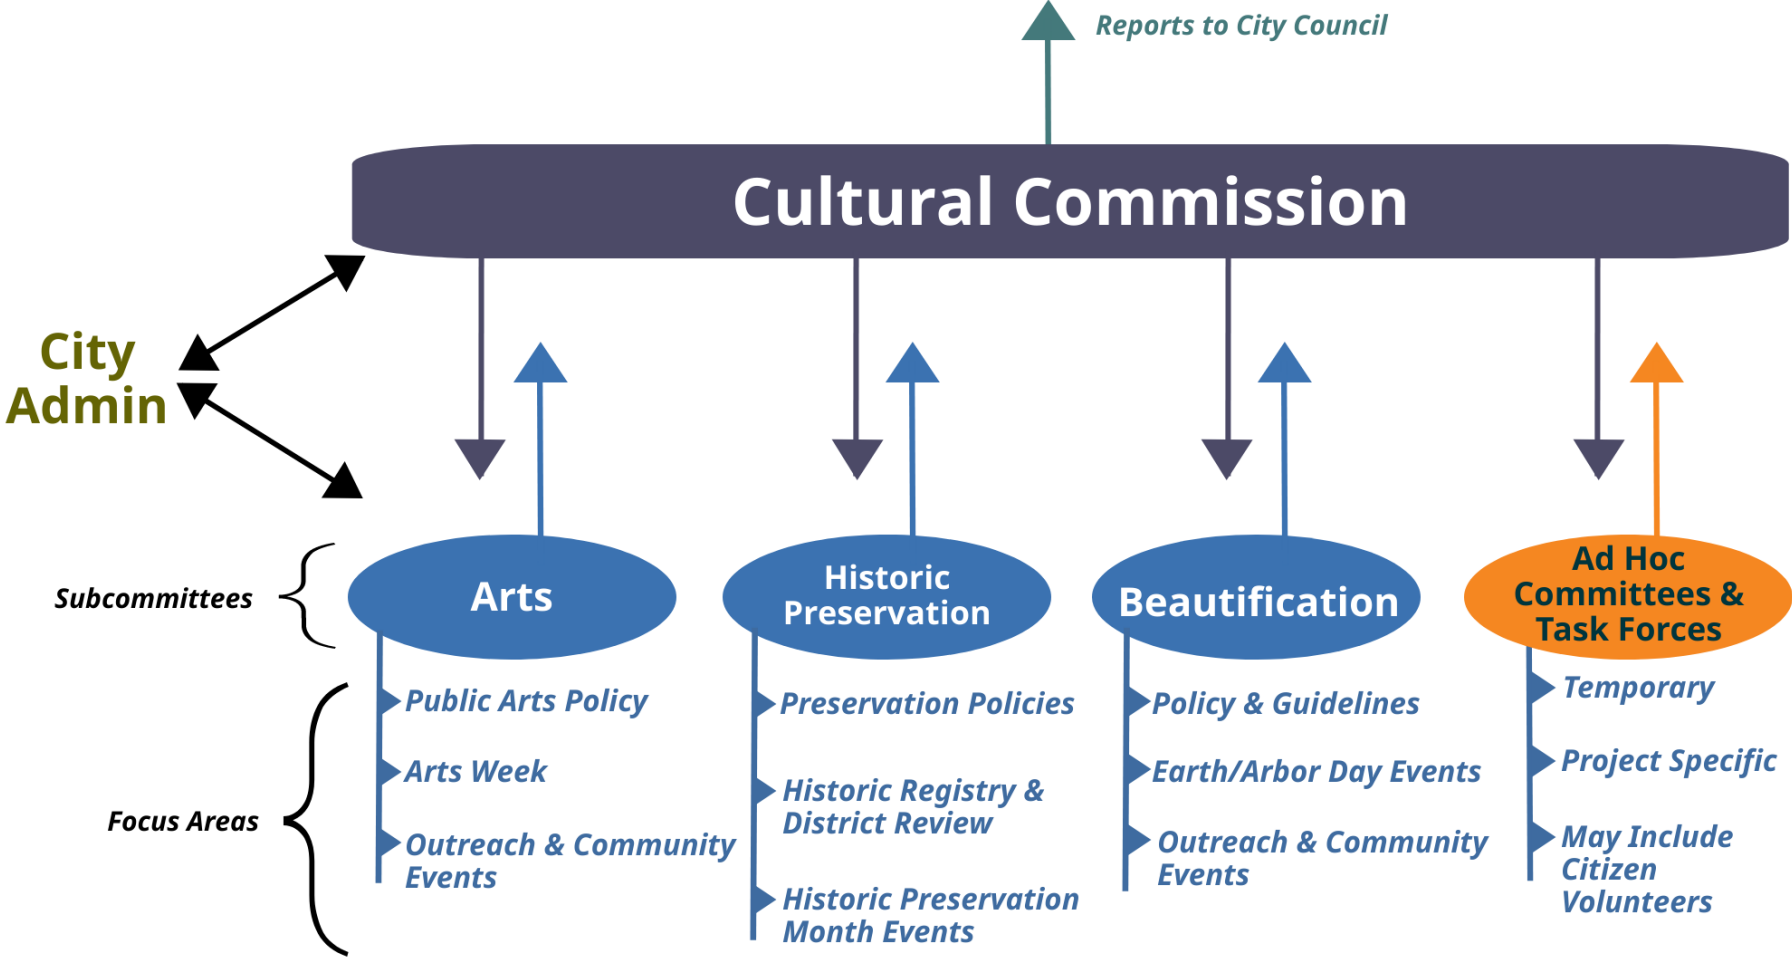 Reports to City Council
Cultural Commission
City
Admin
Subcommittees
Arts
Historic
Preservation
Beautification
Ad Hoc
Committees &
Task Forces
Focus Areas
Public Arts Policy
Arts Week
Outreach & Community
Events
Preservation Policies
Historic Registry &
District Review
Historic Preservation
Month Events
Policy & Guidelines
Earth/Arbor Day Events
Outreach & Community
Events
Temporary
Project Specific
May Include
Citizen
Volunteers